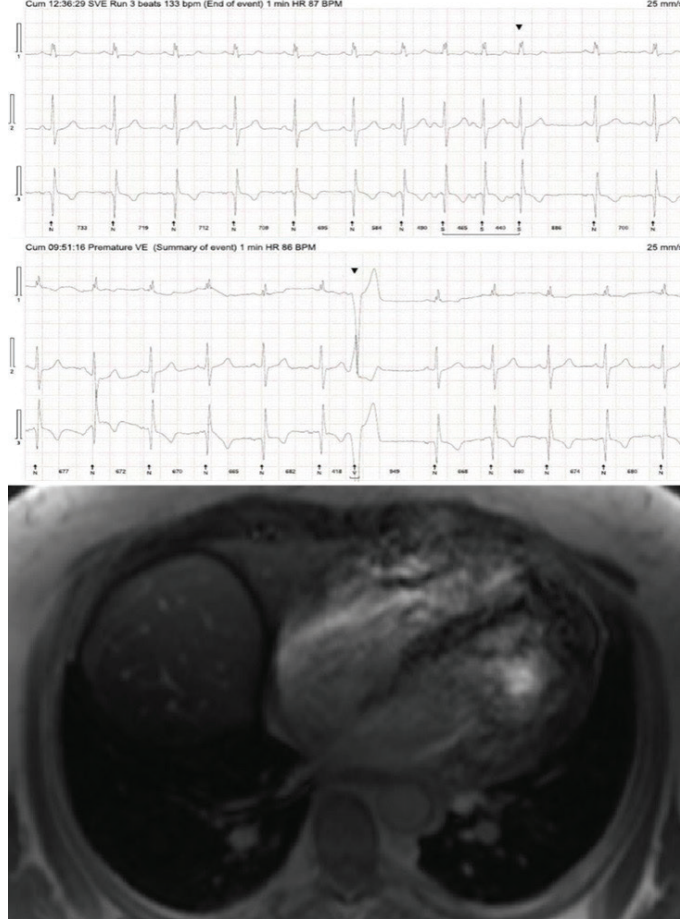 Cum 12:36:29 SVE Run 3 beats 133 bpm (End of event) 1 min HR 87 BPM 25 mm/s
1
2
3
733 719 712 709 695 589 490 465 440 886 700
N N N N N N N S S S N N
Cum 09:51:16 Premature VE (Summary of event) 1 min HR 86 BPM 25 mm/s
1
2
3
677 672 670 665 682 418 949 668 660 674 680
N N N N N N V N N N N N